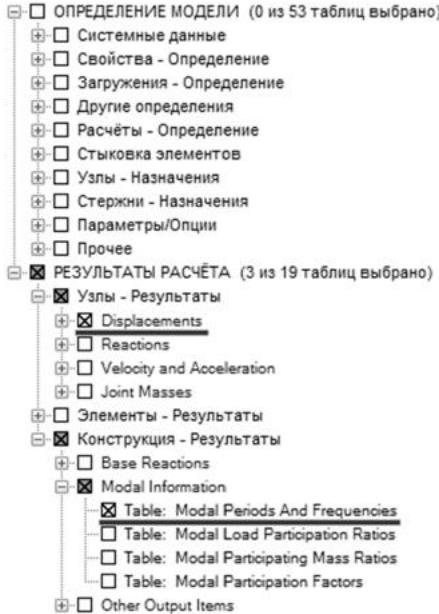 ОПРЕДЕЛЕНИЕ МОДЕЛИ (0 из 53 таблиц выбрано)
Системные данные
Свойства - Определение
Загружения - Определение
Другие определения
Расчёты - Определение
Стыковка элементов
Узлы - Назначения
Стержни - Назначения
Параметры/Опции
Прочее
РЕЗУЛЬТАТЫ РАСЧЁТА (3 из 19 таблиц выбрано)
Узлы - Результаты
Displacements
Reactions
Velocity and Acceleration
Joint Masses
Элементы - Результаты
Конструкция - Результаты
Base Reactions
Modal Information
Table: Modal Periods And Frequencies
Table: Modal Load Participation Ratios
Table: Modal Participating Mass Ratios
Table: Modal Participation Factors
Other Output Items